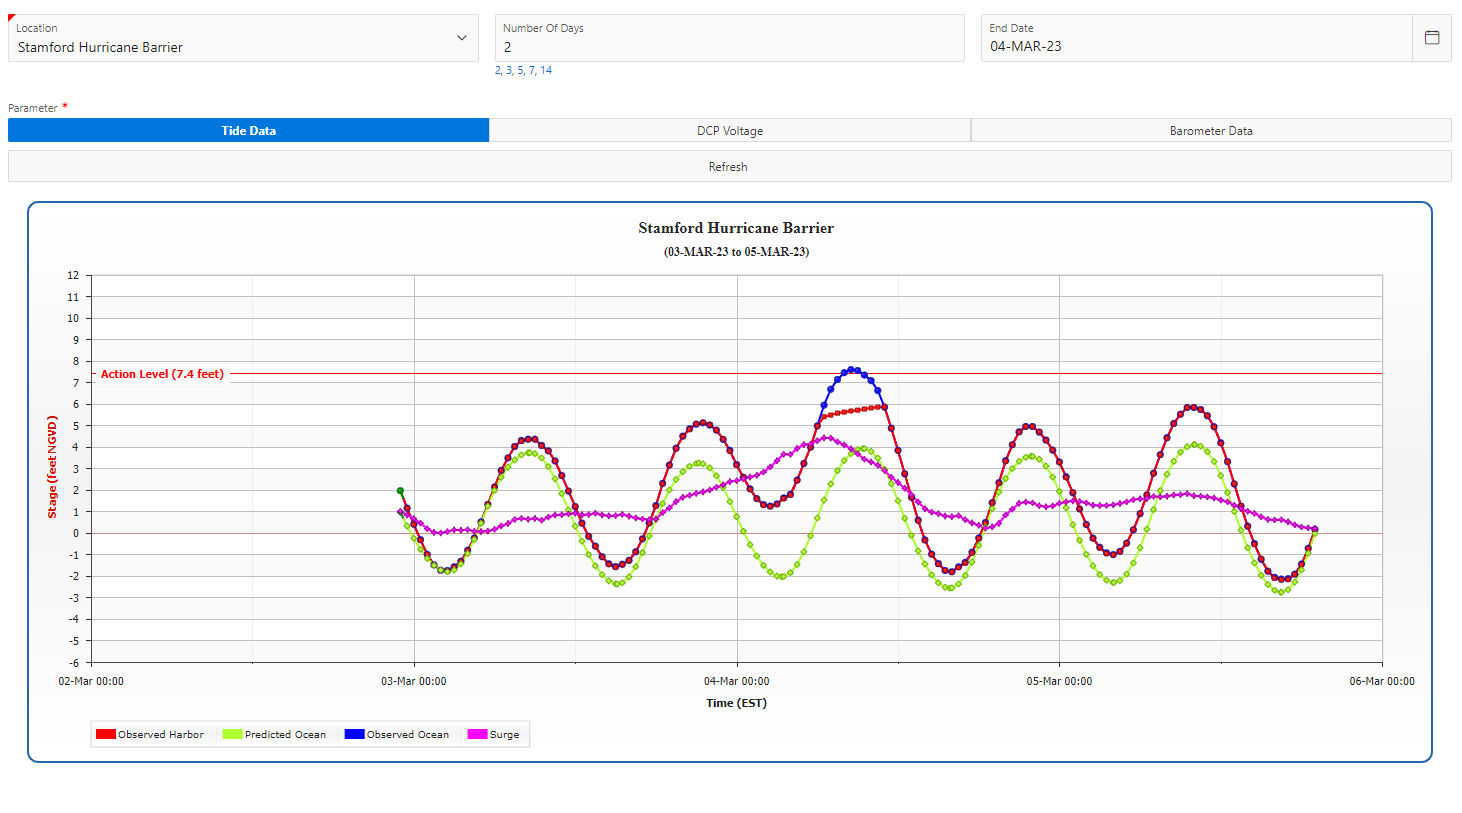 Location
Stamford Hurricane Barrier
Number Of Days
2
2, 3, 5, 7, 14
End Date
04-MAR-23
Parameter *
Tide Data
DCP Voltage
Barometer Data
Refresh
Stamford Hurricane Barrier
(03-MAR-23 to 05-MAR-23)
Stage (feet NGVD)
12
11
10
9
8
Action Level (7.4 feet)
7
6
5
4
3
2
1
0
-1
-2
-3
-4
-5
-6
02-Mar 00:00
03-Mar 00:00
04-Mar 00:00
05-Mar 00:00
06-Mar 00:00
Time (EST)
Observed Harbor
Predicted Ocean
Observed Ocean
Surge